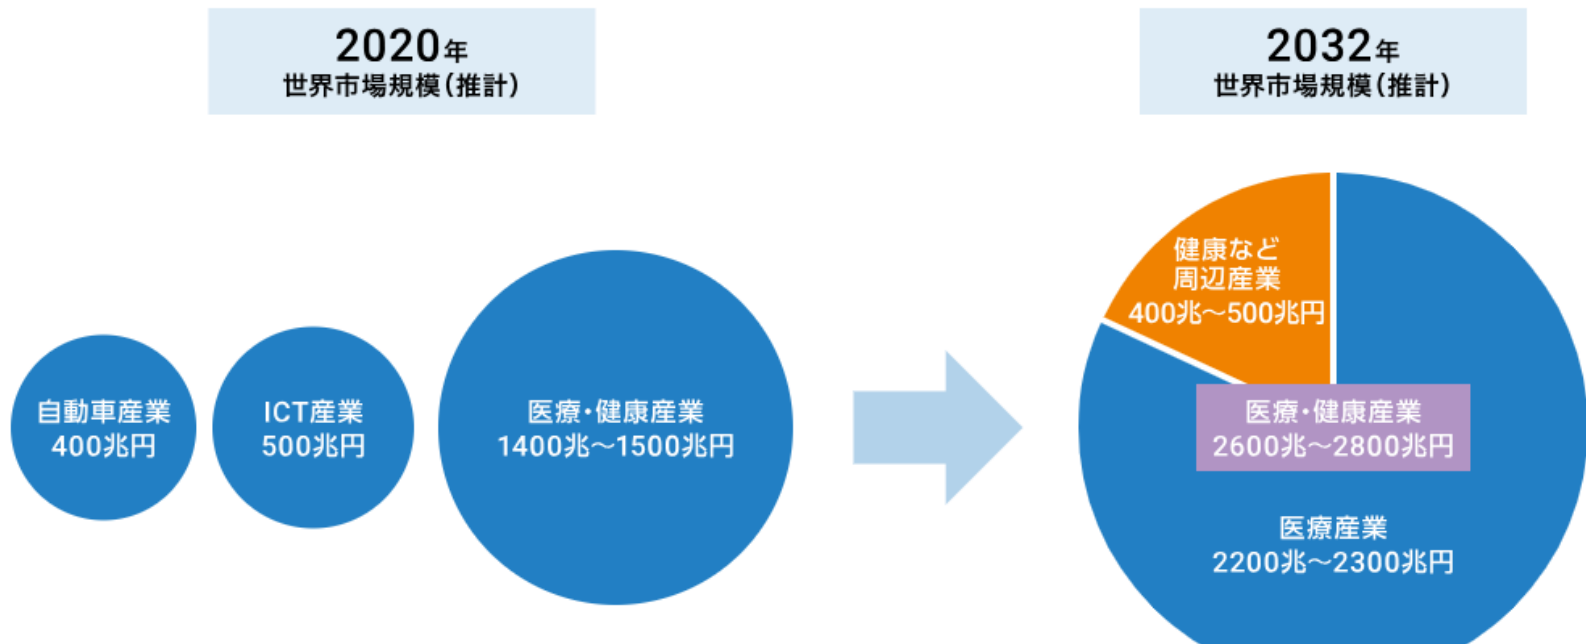 2020年
世界市場規模(推計)
2032年
世界市場規模(推計)
自動車産業
400兆円
ICT産業
500兆円
医療・健康産業
1400兆～1500兆円
健康など
周辺産業
400兆～500兆円
医療・健康産業
2600兆～2800兆円
医療産業
2200兆～2300兆円